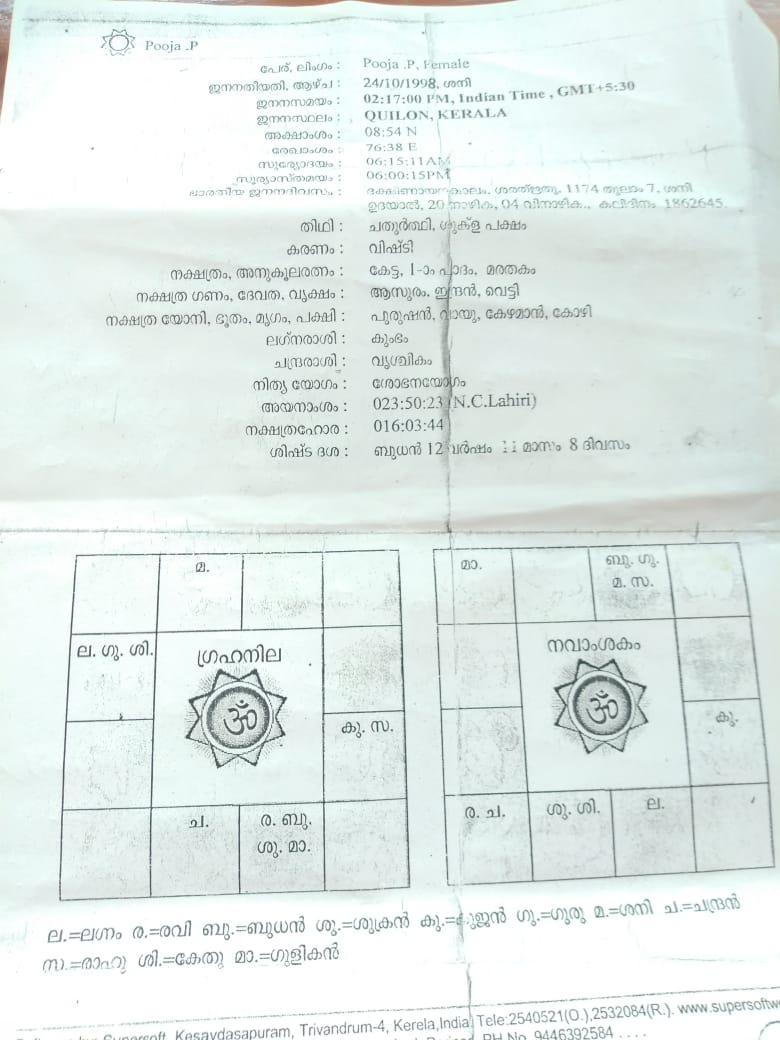 Pooja .P
പേര്, ലിംഗം : Pooja .P, Female
ജനനതിയതി, ആഴ്ച : 24/10/1998, ശനി
ജനനസമയം : 02:17:00 PM, Indian Time , GMT+5:30
ജനനസ്ഥലം : QUILON, KERALA
അക്ഷാംശം : 08:54 N
രേഖാംശം : 76:38 E
സൂര്യോദയം : 06:15:11AM
സൂര്യാസ്തമയം : 06:00:15PM
ഭാരതീയ ജനനദിവസം : ദക്ഷിണായനകാലം, ശരത്ഋതു, 1174 തുലാം 7, ശനി
ഉദയാൽ, 20 നാഴിക, 04 വിനാഴിക., കലിദിനം 1862645.
തിഥി : ചതുർത്ഥി, ശുക്ള പക്ഷം
കരണം : വിഷ്ടി
നക്ഷത്രം, അനുകൂലരത്നം : കേട്ട, 1-ാം പാദം, മരതകം
നക്ഷത്ര ഗണം, ദേവത, വൃക്ഷം : ആസുരം, ഇന്ദ്രൻ, വെട്ടി
നക്ഷത്ര യോനി, ഭൂതം, മൃഗം, പക്ഷി : പുരുഷൻ, വായു, കേഴമാൻ, കോഴി
ലഗ്നരാശി : കുംഭം
ചന്ദ്രരാശി : വൃശ്ചികം
നിത്യ യോഗം : ശോഭനയോഗം
അയനാംശം : 023:50:23 (N.C.Lahiri)
നക്ഷത്രഹോര : 016:03:44
ശിഷ്ട ദശ : ബുധൻ 12 വർഷം 11 മാസം 8 ദിവസം
മ.
ല. ഗു. ശി.
ഗ്രഹനില
ॐ
കു. സ.
ച.
ര. ബു.
ശു. മാ.
മാ.
ബു. ഗു.
മ. സ.
നവാംശകം
ॐ
കു.
ര. ച.
ശു. ശി.
ല.
ല.=ലഗ്നം ര.=രവി ബു.=ബുധൻ ശു.=ശുക്രൻ കു.=കുജൻ ഗു.=ഗുരു മ.=ശനി ച.=ചന്ദ്രൻ
സ.=രാഹു ശി.=കേതു മാ.=ഗുളികൻ
Supersoft, Kesavdasapuram, Trivandrum-4, Kerela,India Tele:2540521(O.),2532084(R.). www.supersoftwe
PH No. 9446392584 . . . .